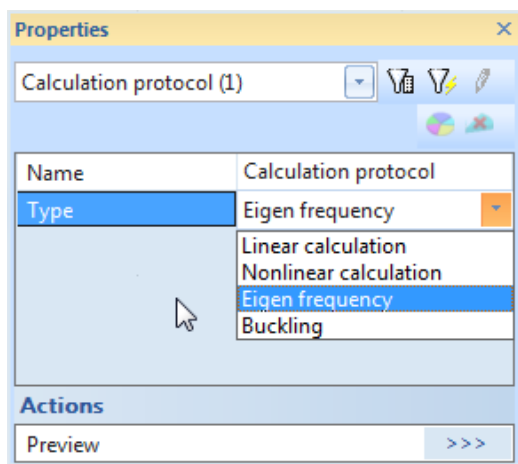 Properties
Calculation protocol (1)
Name Calculation protocol
Type Eigen frequency
Linear calculation
Nonlinear calculation
Eigen frequency
Buckling
Actions
Preview >>>